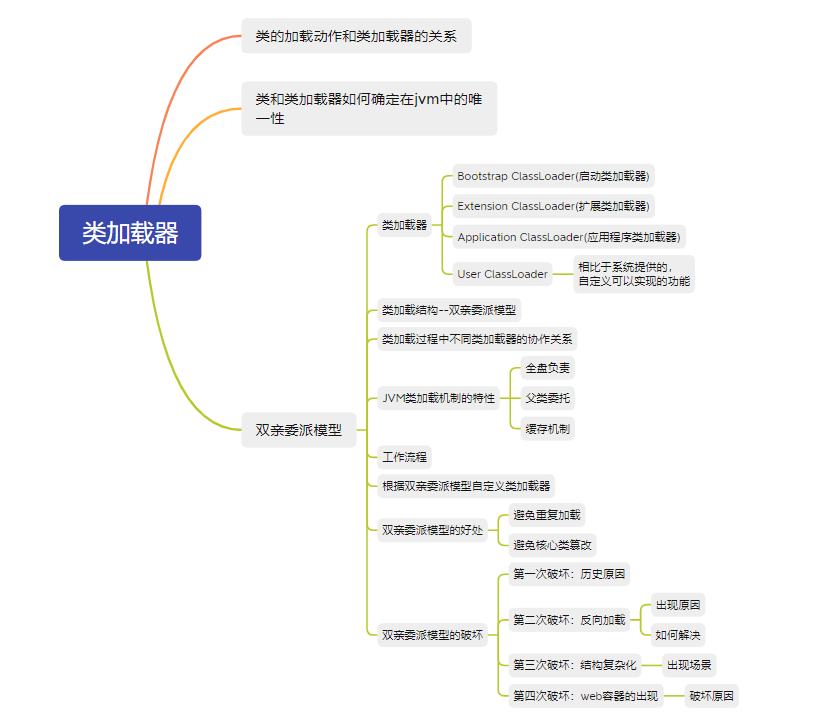 类加载器
类的加载动作和类加载器的关系
类和类加载器如何确定在jvm中的唯
一性
双亲委派模型
类加载器
Bootstrap ClassLoader(启动类加载器)
Extension ClassLoader(扩展类加载器)
Application ClassLoader(应用程序类加载器)
User ClassLoader
相比于系统提供的，
自定义可以实现的功能
类加载结构--双亲委派模型
类加载过程中不同类加载器的协作关系
JVM类加载机制的特性
全盘负责
父类委托
缓存机制
工作流程
根据双亲委派模型自定义类加载器
双亲委派模型的好处
避免重复加载
避免核心类篡改
双亲委派模型的破坏
第一次破坏：历史原因
第二次破坏：反向加载
出现原因
如何解决
第三次破坏：结构复杂化
出现场景
第四次破坏：web容器的出现
破坏原因